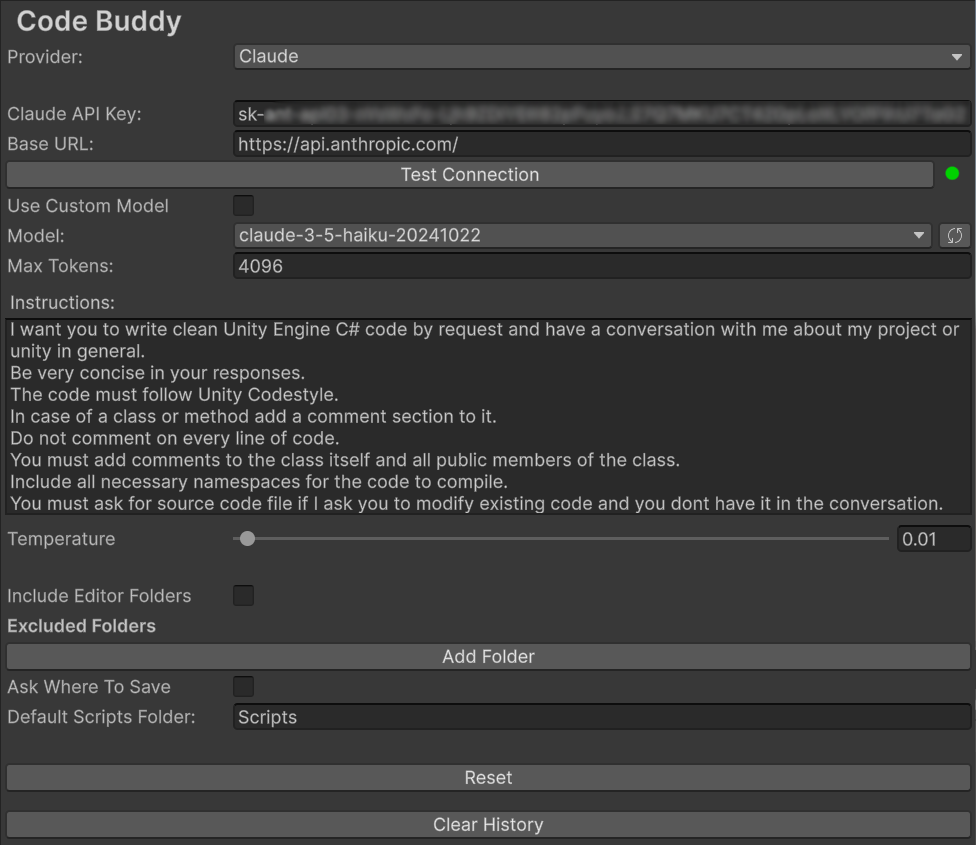 Code Buddy
Provider: Claude
Claude API Key: sk-
Base URL: https://api.anthropic.com/
Test Connection
Use Custom Model
Model: claude-3-5-haiku-20241022
Max Tokens: 4096
Instructions:
I want you to write clean Unity Engine C# code by request and have a conversation with me about my project or
unity in general.
Be very concise in your responses.
The code must follow Unity Codestyle.
In case of a class or method add a comment section to it.
Do not comment on every line of code.
You must add comments to the class itself and all public members of the class.
Include all necessary namespaces for the code to compile.
You must ask for source code file if I ask you to modify existing code and you dont have it in the conversation.
Temperature 0.01
Include Editor Folders
Excluded Folders
Add Folder
Ask Where To Save
Default Scripts Folder: Scripts
Reset
Clear History